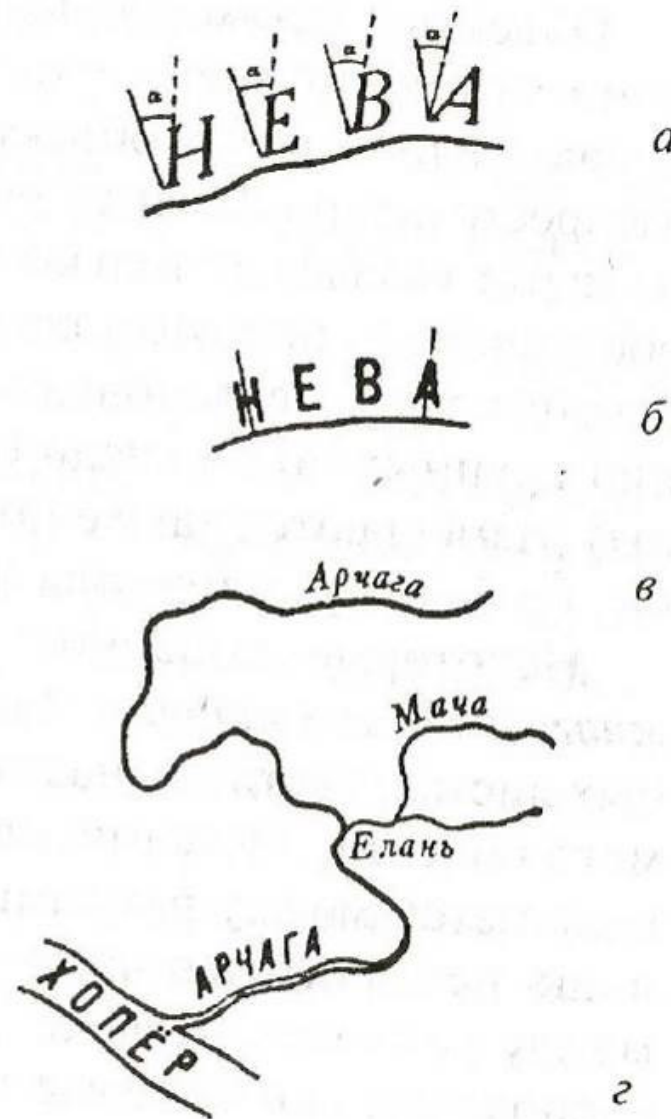 α α α α
НЕВА
а
НЕВА
б
Арчага
в
Мача
Елань
АРЧАГА
ХОПЁР
г